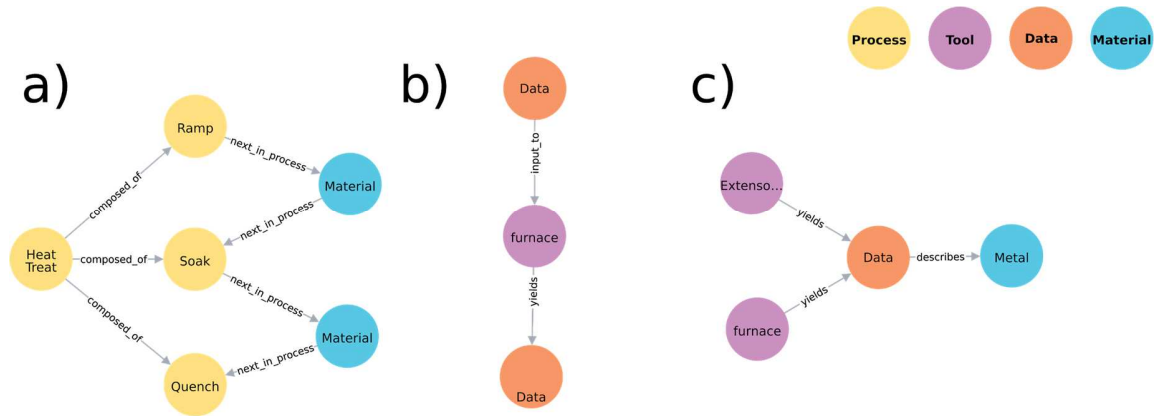 Process Tool Data Material
a)
Ramp
next_in_process
Material
composed_of
next_in_process
Heat
Treat
composed_of
Soak
next_in_process
composed_of
Material
next_in_process
Quench
b)
Data
input_to
furnace
yields
Data
c)
Extenso...
yields
Data
describes
Metal
yields
furnace